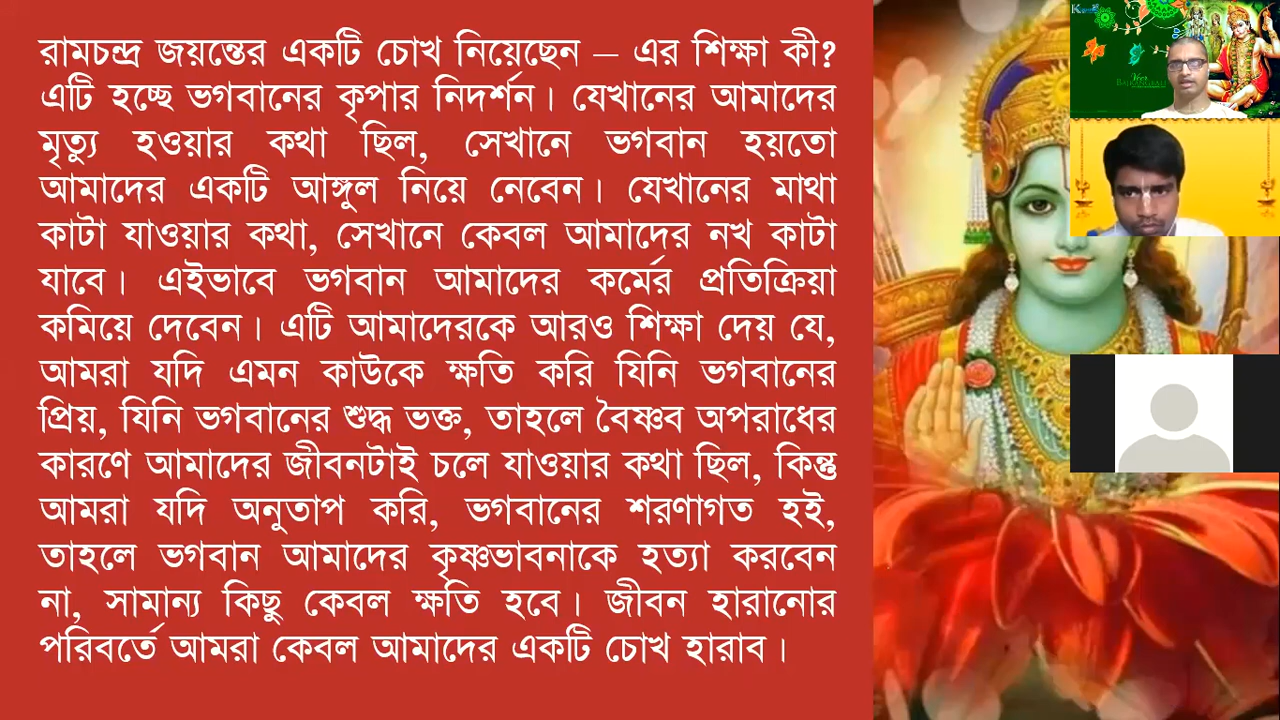 রামচন্দ্র জয়ন্তের একটি চোখ নিয়েছেন – এর শিক্ষা কী?
এটি হচ্ছে ভগবানের কৃপার নিদর্শন। যেখানের আমাদের
মৃত্যু হওয়ার কথা ছিল, সেখানে ভগবান হয়তো
আমাদের একটি আঙ্গুল নিয়ে নেবেন। যেখানের মাথা
কাটা যাওয়ার কথা, সেখানে কেবল আমাদের নখ কাটা
যাবে। এইভাবে ভগবান আমাদের কর্মের প্রতিক্রিয়া
কমিয়ে দেবেন। এটি আমাদেরকে আরও শিক্ষা দেয় যে,
আমরা যদি এমন কাউকে ক্ষতি করি যিনি ভগবানের
প্রিয়, যিনি ভগবানের শুদ্ধ ভক্ত, তাহলে বৈষ্ণব অপরাধের
কারণে আমাদের জীবনটাই চলে যাওয়ার কথা ছিল, কিন্তু
আমরা যদি অনুতাপ করি, ভগবানের শরণাগত হই,
তাহলে ভগবান আমাদের কৃষ্ণভাবনাকে হত্যা করবেন
না, সামান্য কিছু কেবল ক্ষতি হবে। জীবন হারানোর
পরিবর্তে আমরা কেবল আমাদের একটি চোখ হারাব।